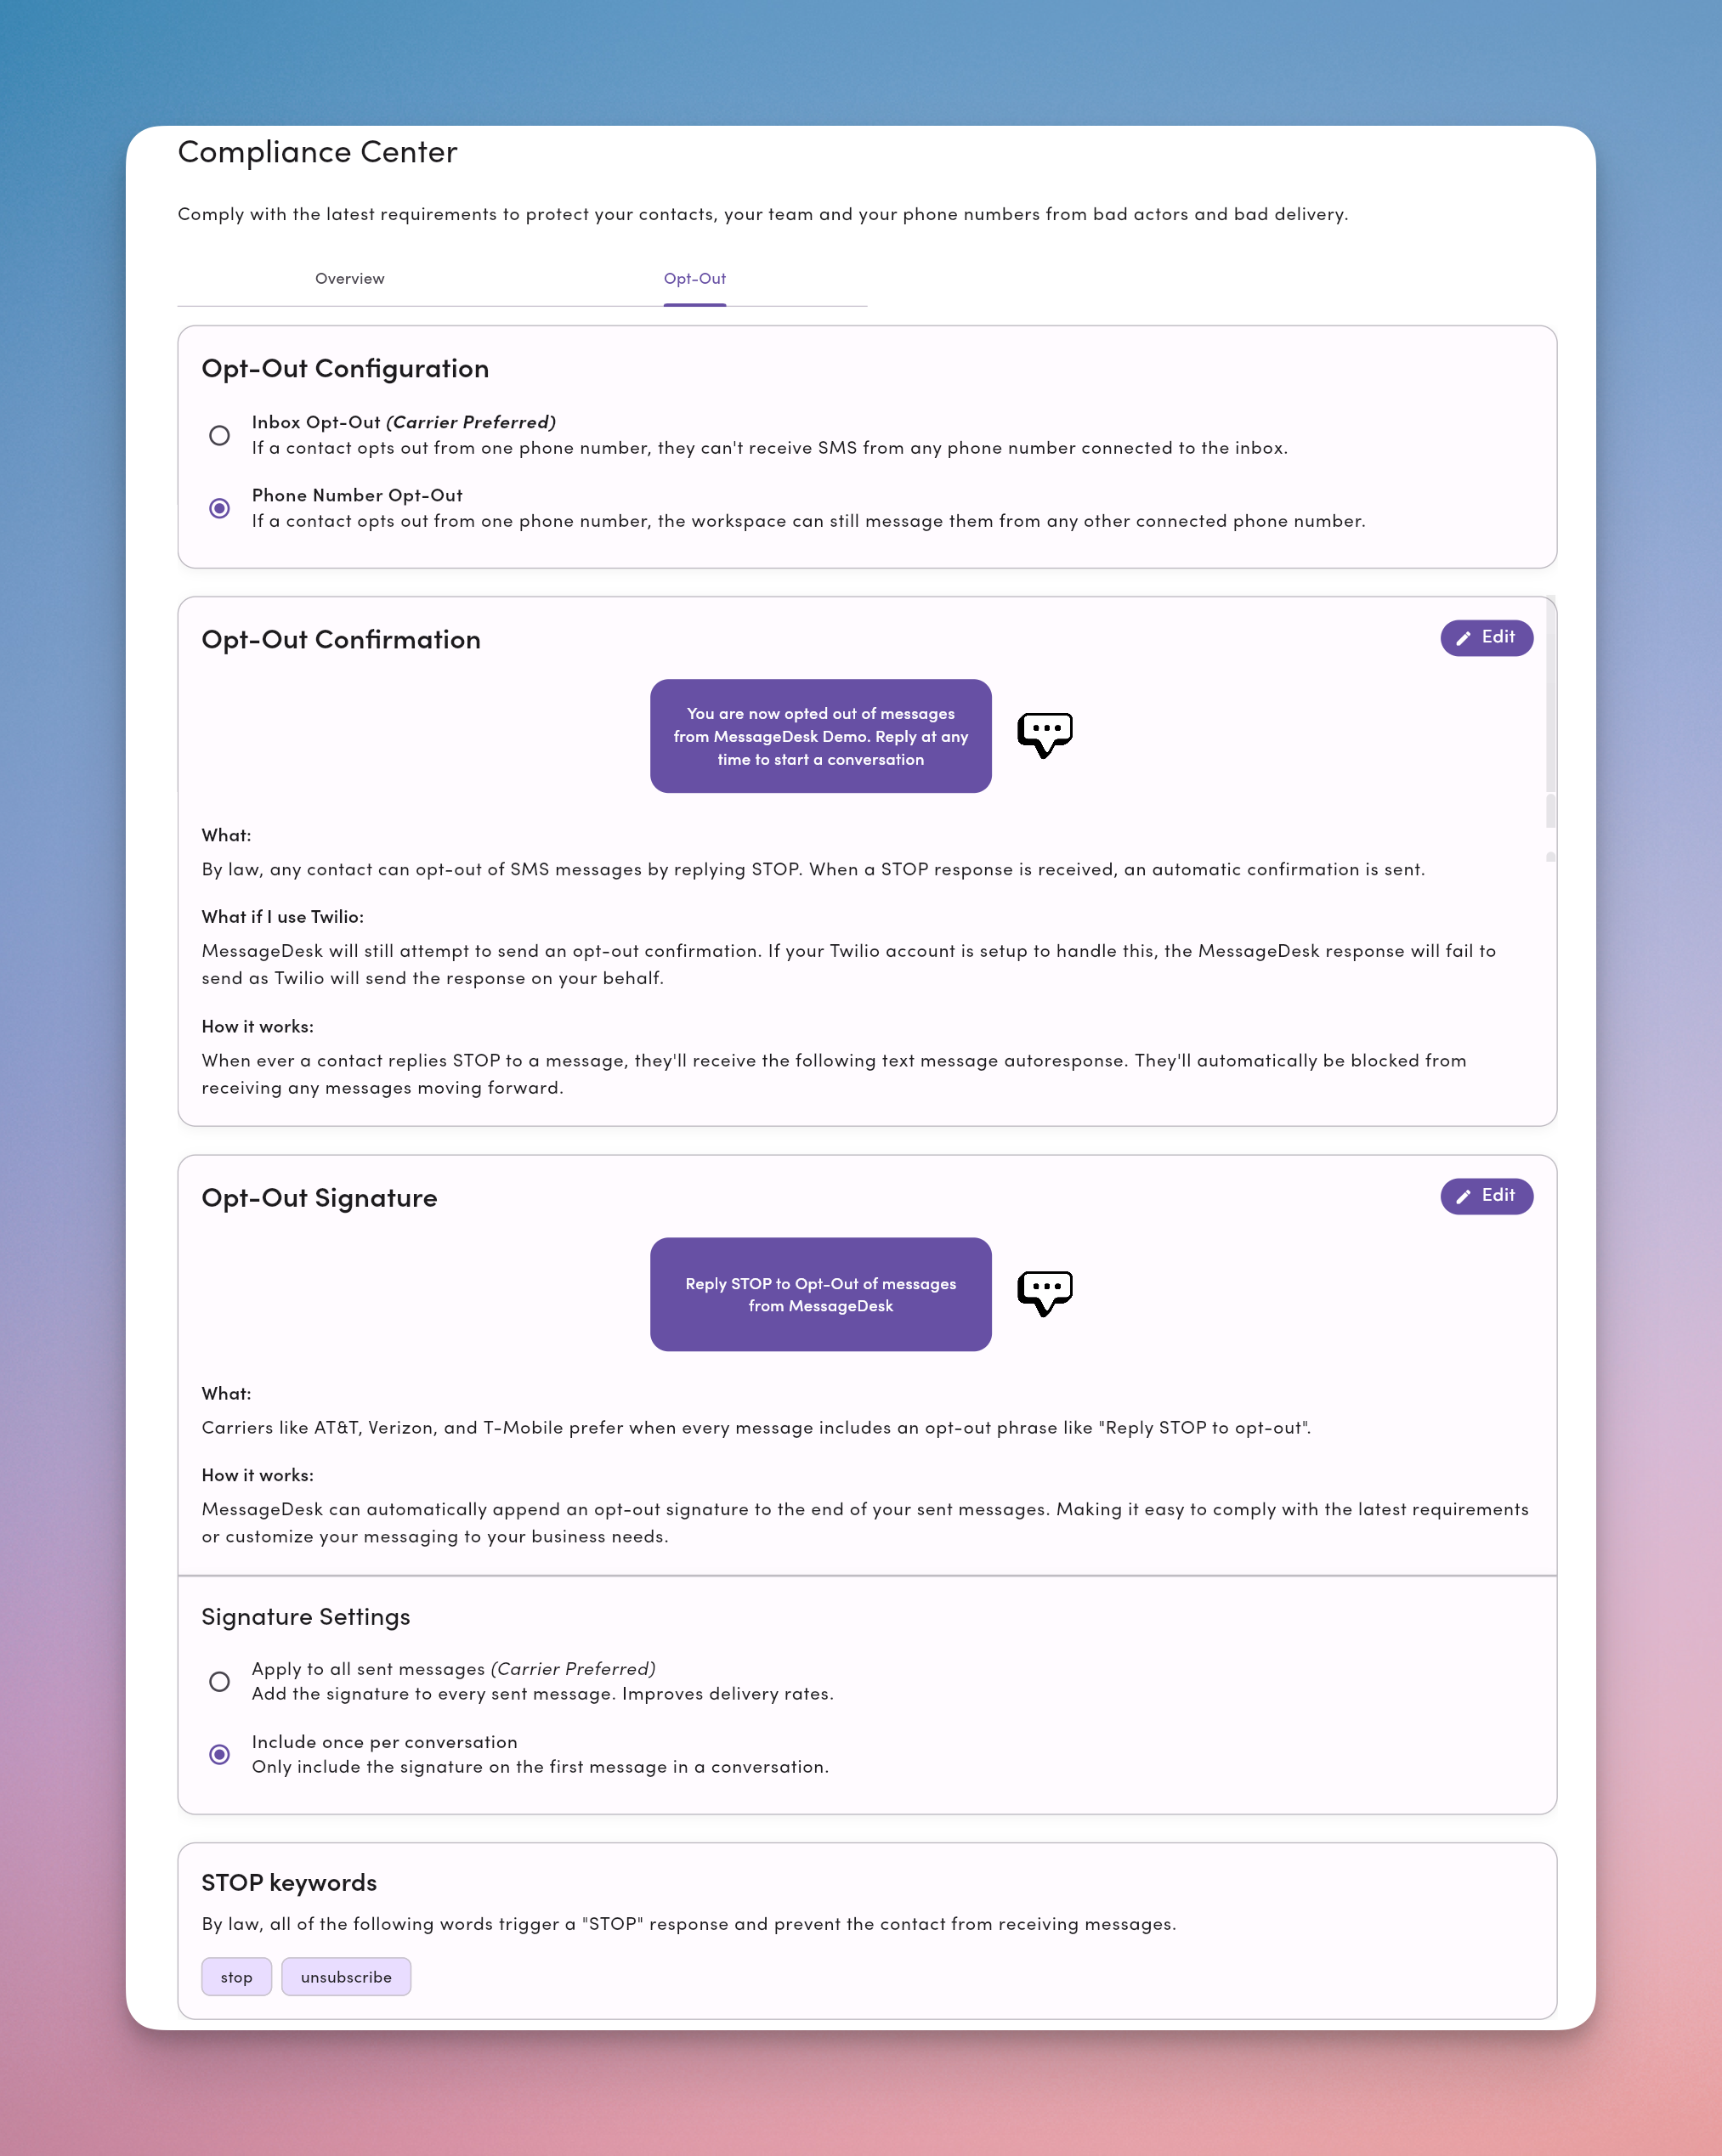 Compliance Center
Comply with the latest requirements to protect your contacts, your team and your phone numbers from bad actors and bad delivery.
Overview
Opt-Out
Opt-Out Configuration
Inbox Opt-Out (Carrier Preferred)
If a contact opts out from one phone number, they can't receive SMS from any phone number connected to the inbox.
Phone Number Opt-Out
If a contact opts out from one phone number, the workspace can still message them from any other connected phone number.
Opt-Out Confirmation
Edit
You are now opted out of messages
from MessageDesk Demo. Reply at any
time to start a conversation
What:
By law, any contact can opt-out of SMS messages by replying STOP. When a STOP response is received, an automatic confirmation is sent.
What if I use Twilio:
MessageDesk will still attempt to send an opt-out confirmation. If your Twilio account is setup to handle this, the MessageDesk response will fail to
send as Twilio will send the response on your behalf.
How it works:
When ever a contact replies STOP to a message, they'll receive the following text message autoresponse. They'll automatically be blocked from
receiving any messages moving forward.
Opt-Out Signature
Edit
Reply STOP to Opt-Out of messages
from MessageDesk
What:
Carriers like AT&T, Verizon, and T-Mobile prefer when every message includes an opt-out phrase like "Reply STOP to opt-out".
How it works:
MessageDesk can automatically append an opt-out signature to the end of your sent messages. Making it easy to comply with the latest requirements
or customize your messaging to your business needs.
Signature Settings
Apply to all sent messages (Carrier Preferred)
Add the signature to every sent message. Improves delivery rates.
Include once per conversation
Only include the signature on the first message in a conversation.
STOP keywords
By law, all of the following words trigger a "STOP" response and prevent the contact from receiving messages.
stop
unsubscribe